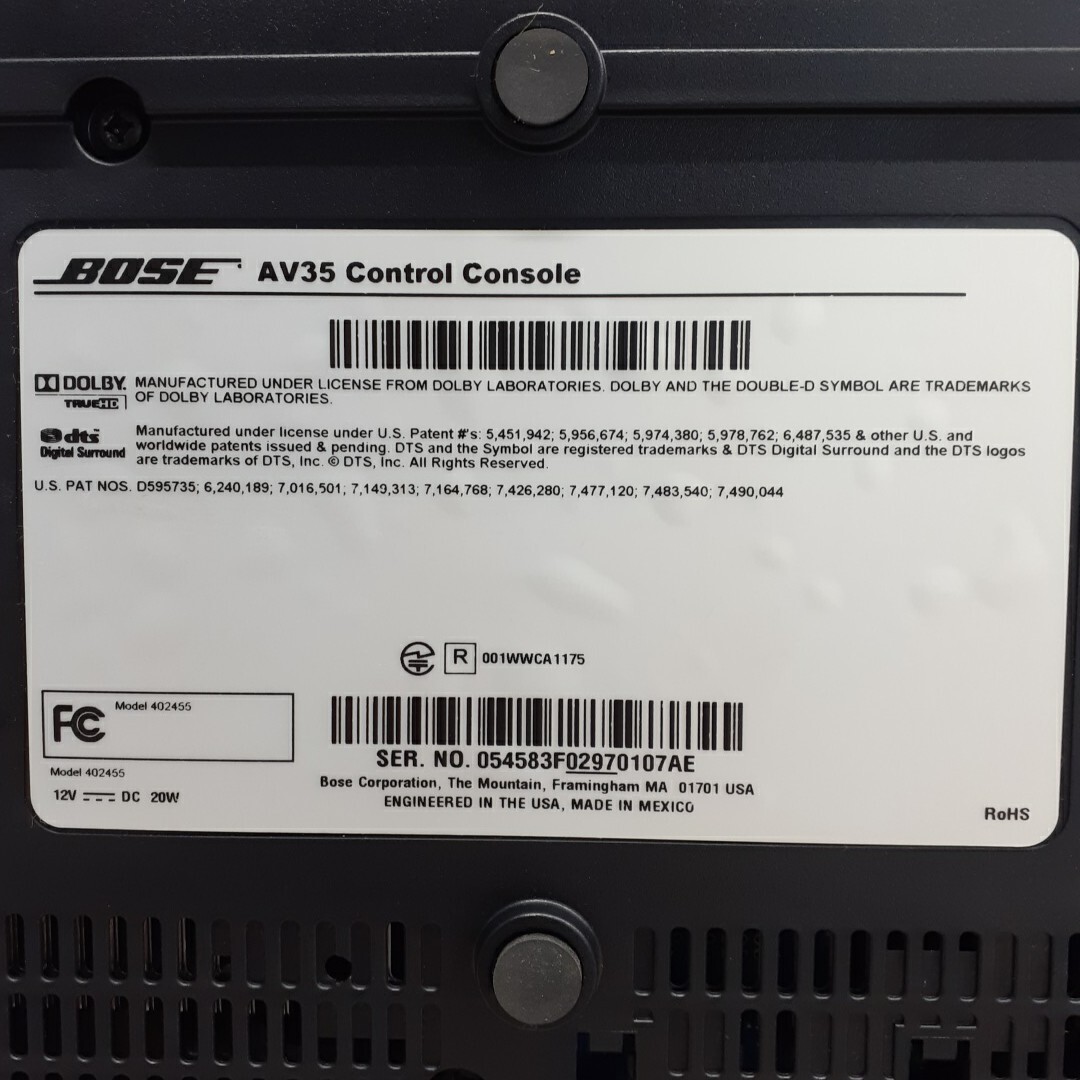 BOSE AV35 Control Console
DOLBY TRUEHD
MANUFACTURED UNDER LICENSE FROM DOLBY LABORATORIES. DOLBY AND THE DOUBLE-D SYMBOL ARE TRADEMARKS
OF DOLBY LABORATORIES.
dts Digital Surround
Manufactured under license under U.S. Patent #'s: 5,451,942; 5,956,674; 5,974,380; 5,978,762; 6,487,535 & other U.S. and
worldwide patents issued & pending. DTS and the Symbol are registered trademarks & DTS Digital Surround and the DTS logos
are trademarks of DTS, Inc. © DTS, Inc. All Rights Reserved.
U.S. PAT NOS. D595735; 6,240,189; 7,016,501; 7,149,313; 7,164,768; 7,426,280; 7,477,120; 7,483,540; 7,490,044
R 001WWCA1175
FC Model 402455
Model 402455
12V ⎓ DC 20W
SER. NO. 054583F02970107AE
Bose Corporation, The Mountain, Framingham MA 01701 USA
ENGINEERED IN THE USA, MADE IN MEXICO
RoHS